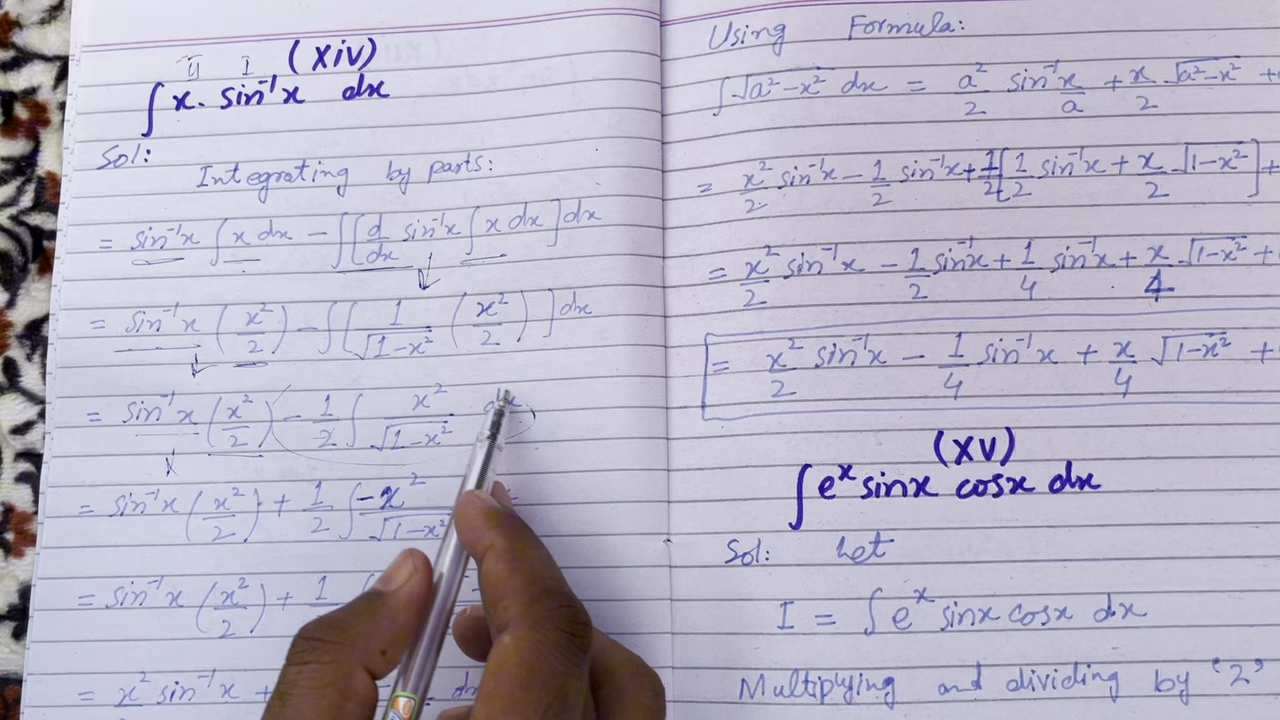 (xiv)
II I
∫ x. sin⁻¹x dx
Sol:
Integrating by parts:
= sin⁻¹x ∫ x dx − ∫[d/dx sin⁻¹x ∫ x dx] dx
= sin⁻¹x (x²/2) − ∫[1/√1−x² (x²/2)] dx
= sin⁻¹x (x²/2) − 1/2 ∫ x²/√1−x² dx
= sin⁻¹x (x²/2) + 1/2 ∫ −x²/√1−x²
= sin⁻¹x (x²/2) + 1
= x² sin⁻¹x + dx
Using Formula:
∫ √a²−x² dx = a²/2 sin⁻¹ x/a + x/2 √a²−x² +
= x²/2 sin⁻¹x − 1/2 sin⁻¹x + 1/2[1/2 sin⁻¹x + x/2 √1−x²] +
= x²/2 sin⁻¹x − 1/2 sin⁻¹x + 1/4 sin⁻¹x + x/4 √1−x² +
= x²/2 sin⁻¹x − 1/4 sin⁻¹x + x/4 √1−x² +
(XV)
∫ eˣ sinx cosx dx
Sol: Let
I = ∫ eˣ sinx cosx dx
Multiplying and dividing by '2'